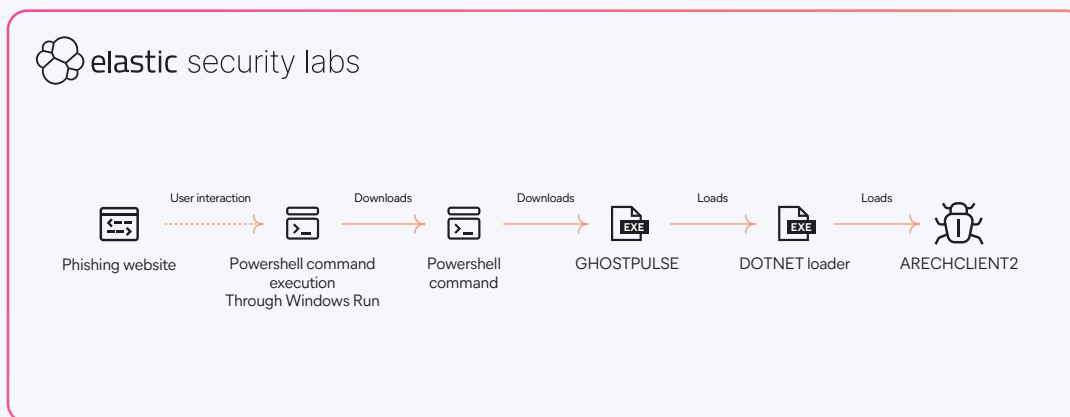 elastic security labs
User interaction
Downloads
Downloads
Loads
Loads
EXE
EXE
Phishing website
Powershell command
execution
Through Windows Run
Powershell
command
GHOSTPULSE
DOTNET loader
ARECHCLIENT2